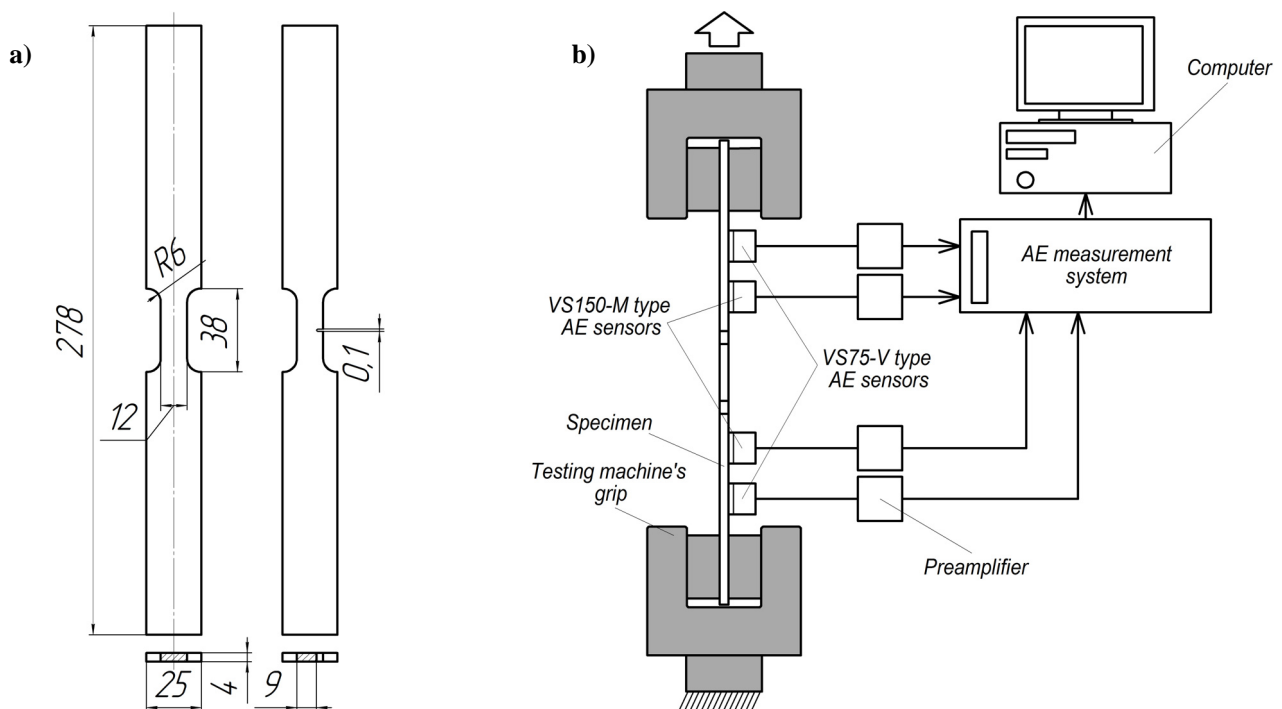 a)
278
R6
38
0,1
12
25
4
9
b)
Computer
AE measurement
system
VS150-M type
AE sensors
VS75-V type
AE sensors
Specimen
Testing machine's
grip
Preamplifier